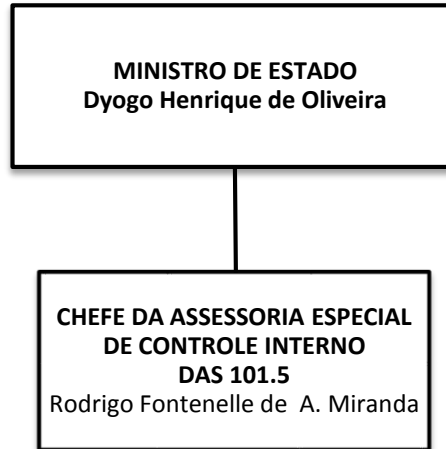 MINISTRO DE ESTADO
Dyogo Henrique de Oliveira
CHEFE DA ASSESSORIA ESPECIAL
DE CONTROLE INTERNO
DAS 101.5
Rodrigo Fontenelle de A. Miranda